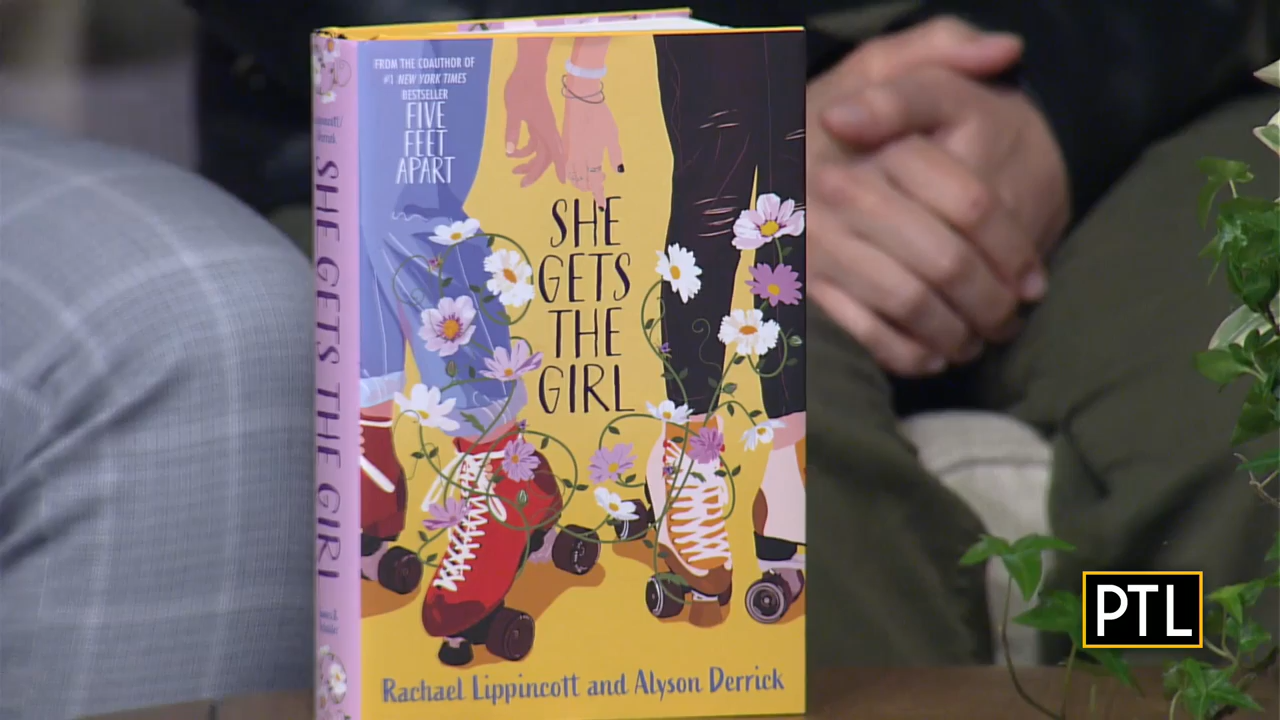 FROM THE COAUTHOR OF
#1 NEW YORK TIMES
BESTSELLER
FIVE
FEET
APART
SHE
GETS
THE
GIRL
Rachael Lippincott and Alyson Derrick
SHE GETS THE GIRL
PTL